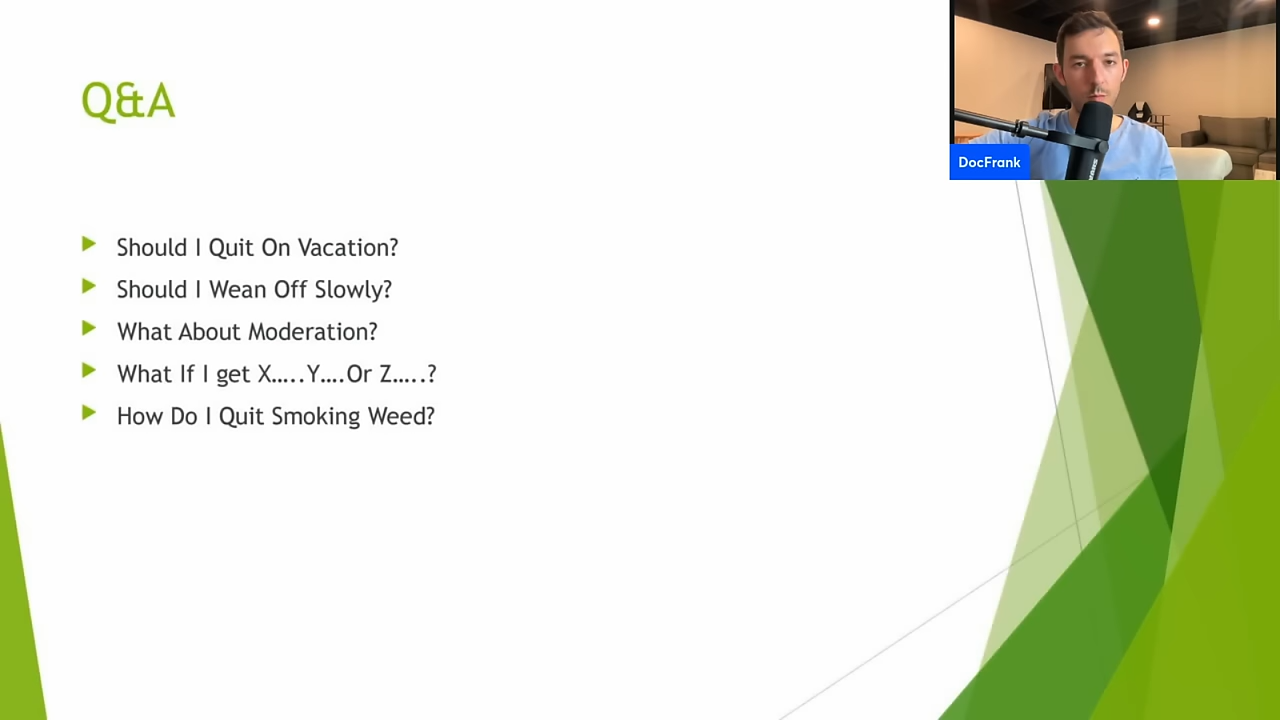 Q&A
DocFrank
Should I Quit On Vacation?
Should I Wean Off Slowly?
What About Moderation?
What If I get X…..Y….Or Z…..?
How Do I Quit Smoking Weed?